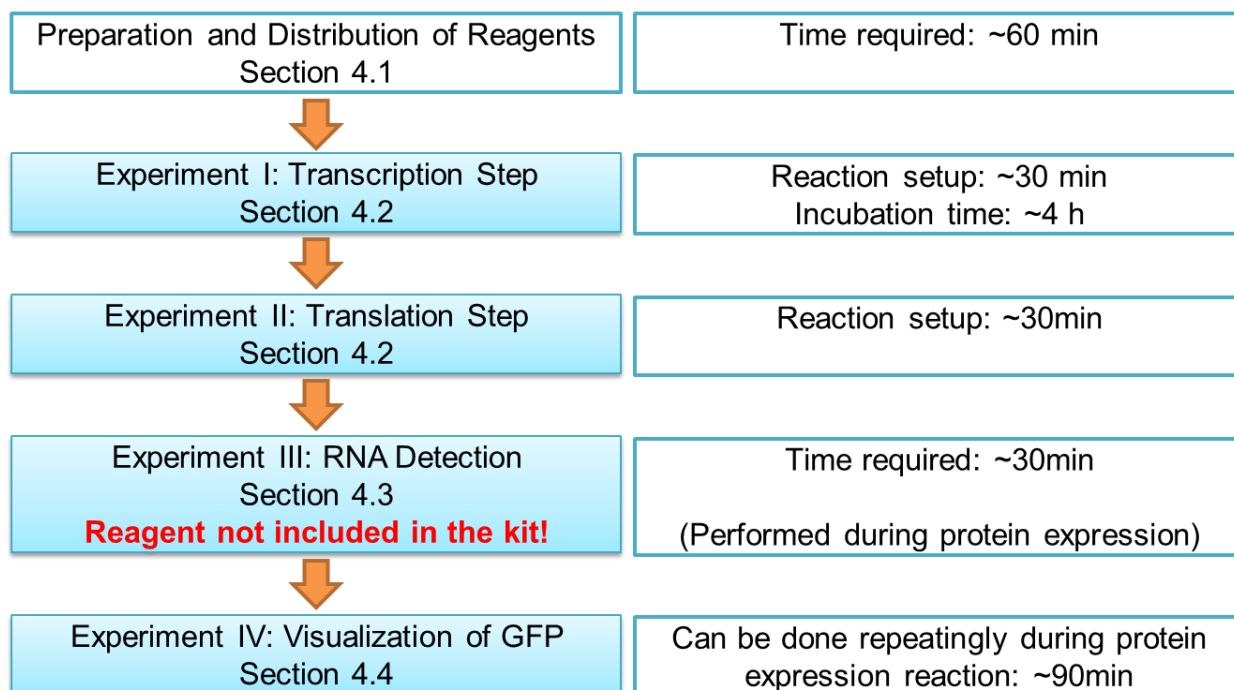 Preparation and Distribution of Reagents
Section 4.1
Time required: ~60 min
Experiment I: Transcription Step
Section 4.2
Reaction setup: ~30 min
Incubation time: ~4 h
Experiment II: Translation Step
Section 4.2
Reaction setup: ~30min
Experiment III: RNA Detection
Section 4.3
Reagent not included in the kit!
Time required: ~30min
(Performed during protein expression)
Experiment IV: Visualization of GFP
Section 4.4
Can be done repeatingly during protein
expression reaction: ~90min